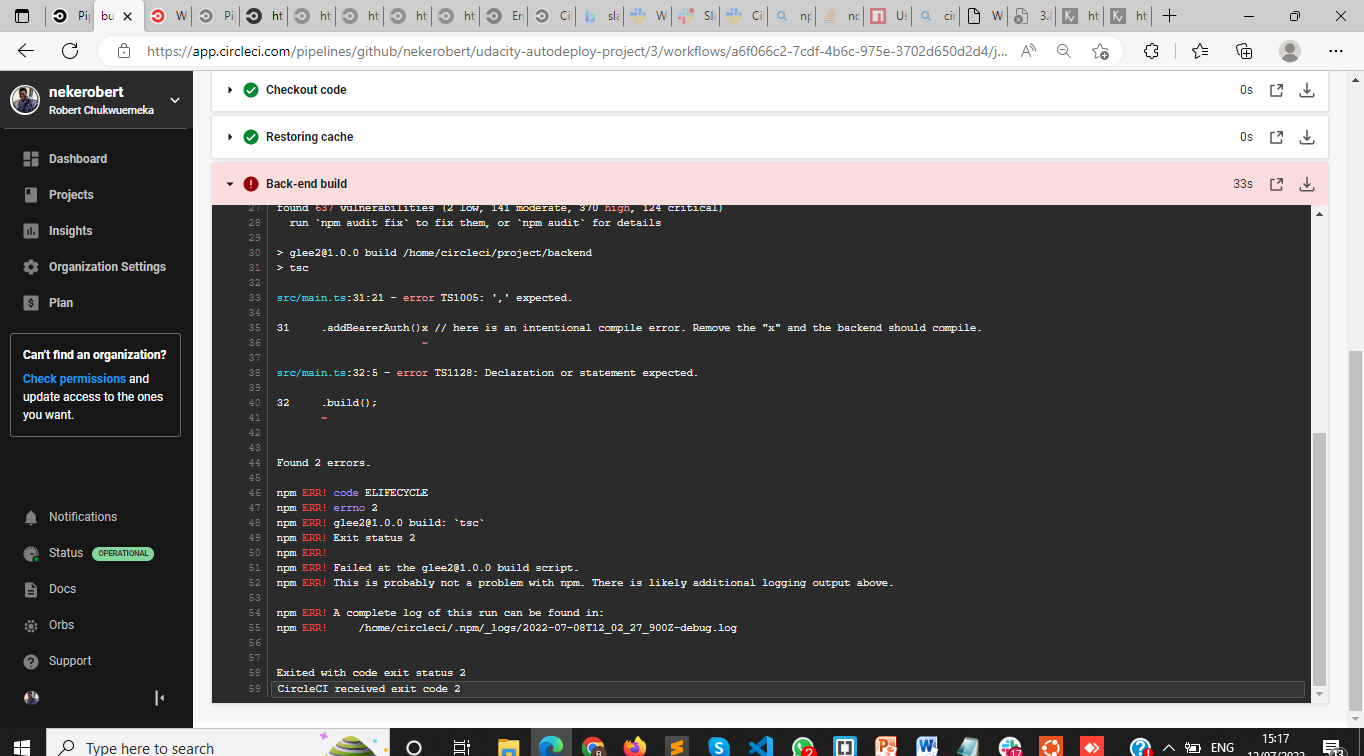 Pi
bu
W
Pi
ht
ht
ht
ht
ht
En
Ci
sla
W
Sl
Ci
np
no
Us
cir
W
3.
ht
ht
https://app.circleci.com/pipelines/github/nekerobert/udacity-autodeploy-project/3/workflows/a6f066c2-7cdf-4b6c-975e-3702d650d2d4/j...
nekerobert
Robert Chukwuemeka
Dashboard
Projects
Insights
Organization Settings
Plan
Can't find an organization?
Check permissions and
update access to the ones
you want.
Notifications
Status OPERATIONAL
Docs
Orbs
Support
Checkout code 0s
Restoring cache 0s
Back-end build 33s
27 found 637 vulnerabilities (2 low, 141 moderate, 370 high, 124 critical)
28 run `npm audit fix` to fix them, or `npm audit` for details
29
30 > glee2@1.0.0 build /home/circleci/project/backend
31 > tsc
32
33 src/main.ts:31:21 - error TS1005: ',' expected.
34
35 31 .addBearerAuth()x // here is an intentional compile error. Remove the "x" and the backend should compile.
36 ~
37
38 src/main.ts:32:5 - error TS1128: Declaration or statement expected.
39
40 32 .build();
41 ~
42
43
44 Found 2 errors.
45
46 npm ERR! code ELIFECYCLE
47 npm ERR! errno 2
48 npm ERR! glee2@1.0.0 build: `tsc`
49 npm ERR! Exit status 2
50 npm ERR!
51 npm ERR! Failed at the glee2@1.0.0 build script.
52 npm ERR! This is probably not a problem with npm. There is likely additional logging output above.
53
54 npm ERR! A complete log of this run can be found in:
55 npm ERR! /home/circleci/.npm/_logs/2022-07-08T12_02_27_900Z-debug.log
56
57
58 Exited with code exit status 2
59 CircleCI received exit code 2
Type here to search
ENG
15:17
12/07/2022